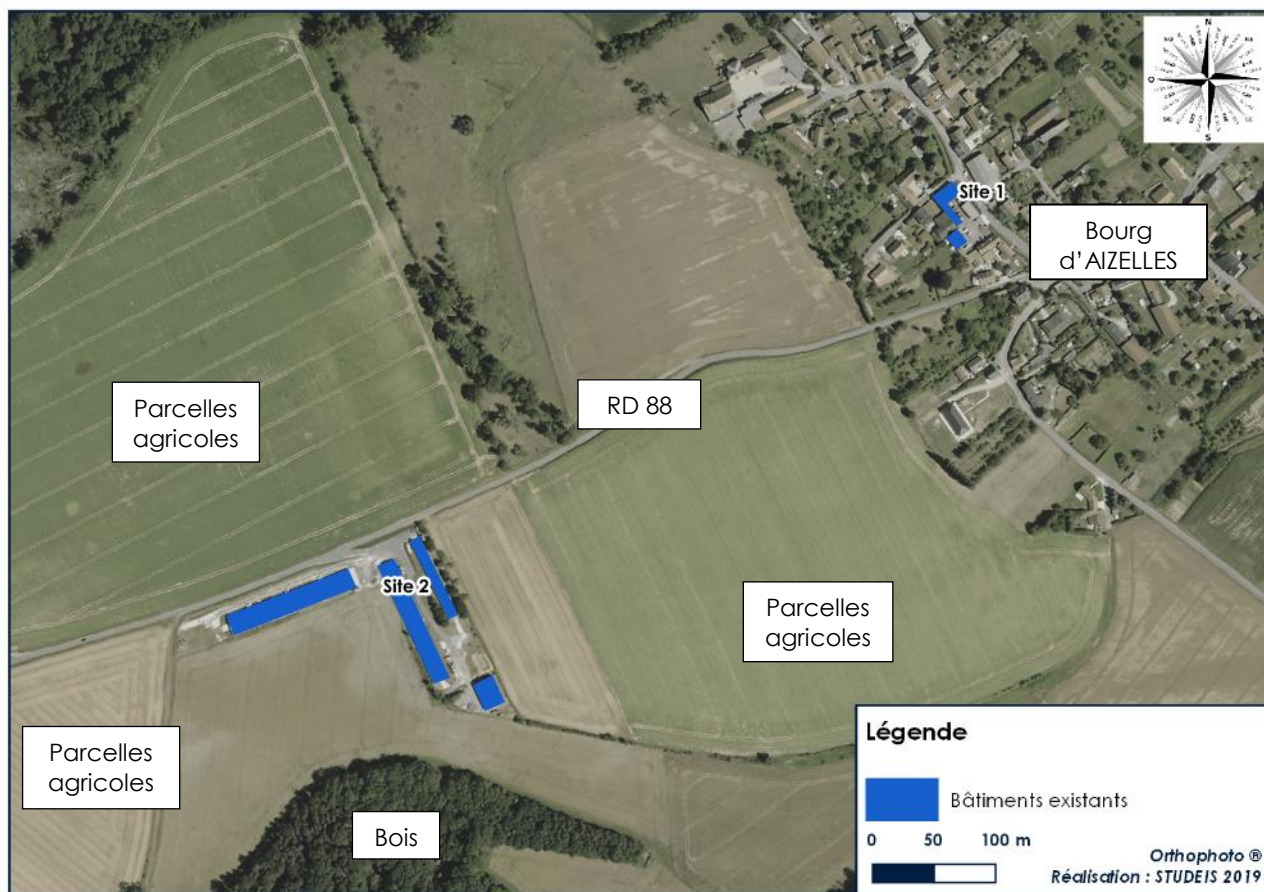 N
O
S
Site 1
Bourg
d'AIZELLES
RD 88
Parcelles
agricoles
Site 2
Parcelles
agricoles
Parcelles
agricoles
Bois
Légende
Bâtiments existants
0 50 100 m
Orthophoto ®
Réalisation : STUDEIS 2019